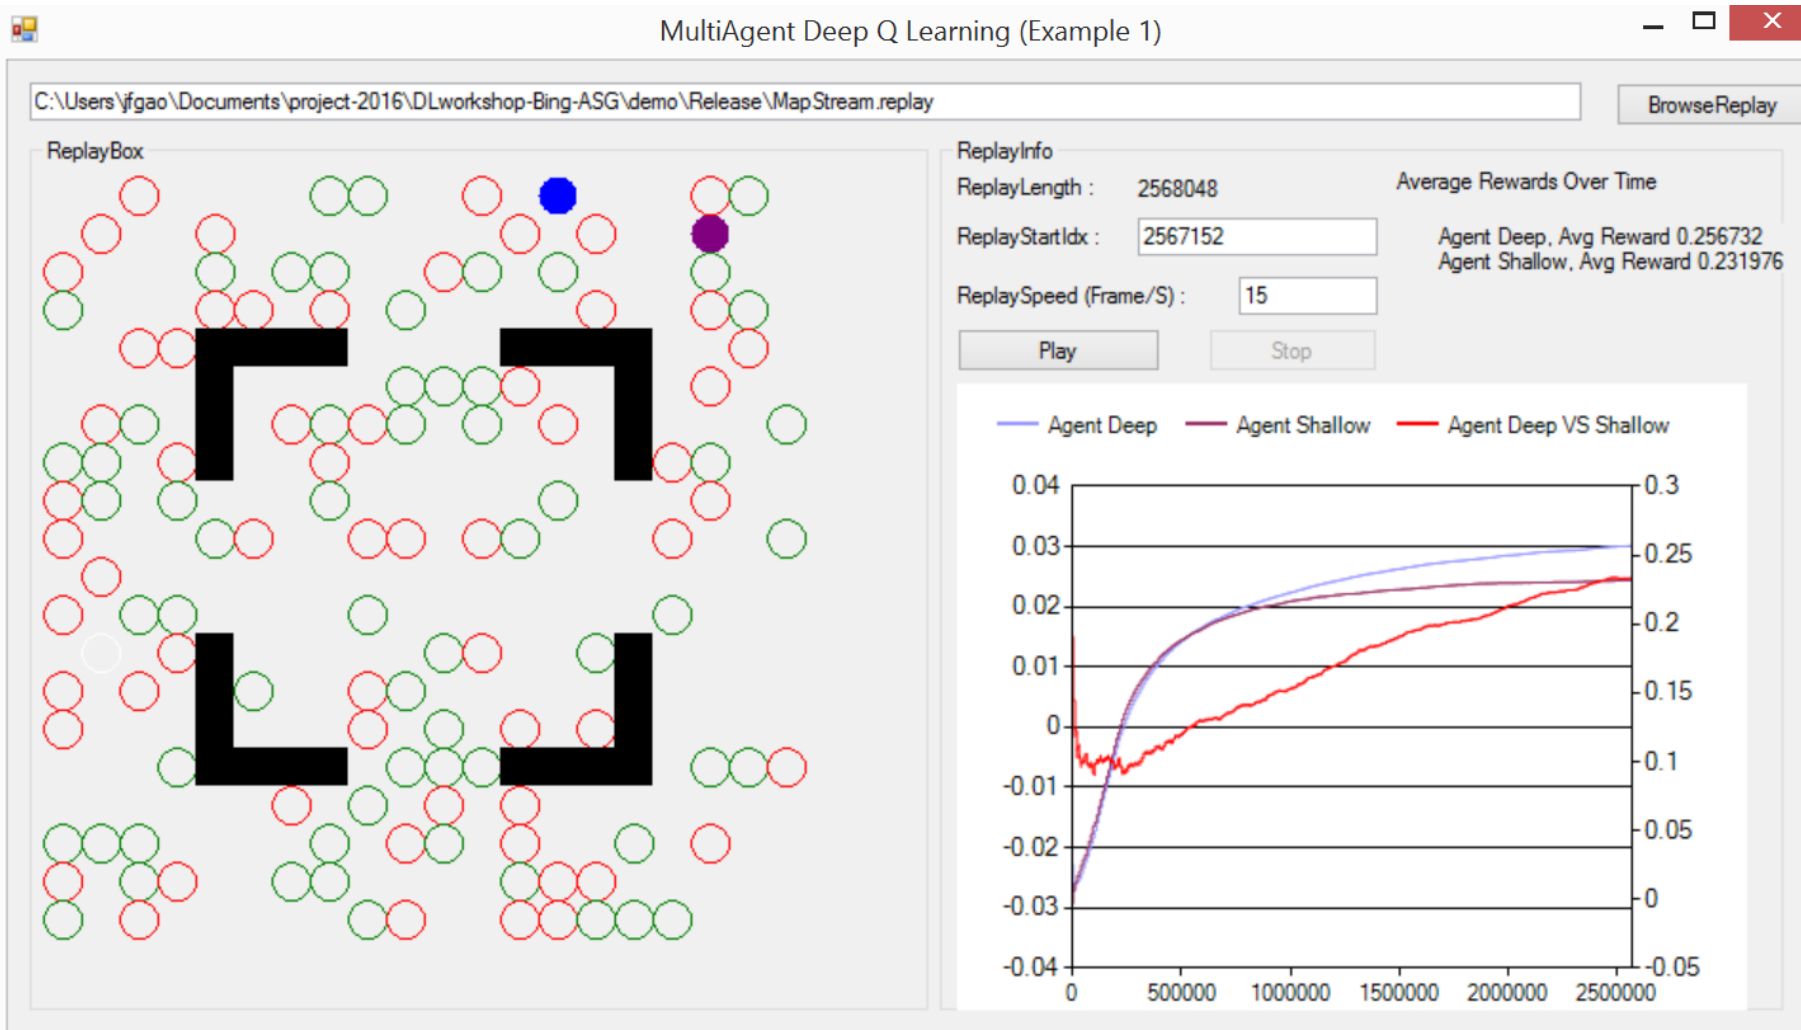 MultiAgent Deep Q Learning (Example 1)
C:\Users\jfgao\Documents\project-2016\DLworkshop-Bing-ASG\demo\Release\MapStream.replay
BrowseReplay
ReplayBox
ReplayInfo
ReplayLength : 2568048
Average Rewards Over Time
ReplayStartIdx : 2567152
Agent Deep, Avg Reward 0.256732
Agent Shallow, Avg Reward 0.231976
ReplaySpeed (Frame/S) : 15
Play
Stop
Agent Deep
Agent Shallow
Agent Deep VS Shallow
0.04
0.03
0.02
0.01
0
-0.01
-0.02
-0.03
-0.04
0.3
0.25
0.2
0.15
0.1
0.05
0
-0.05
0 500000 1000000 1500000 2000000 2500000